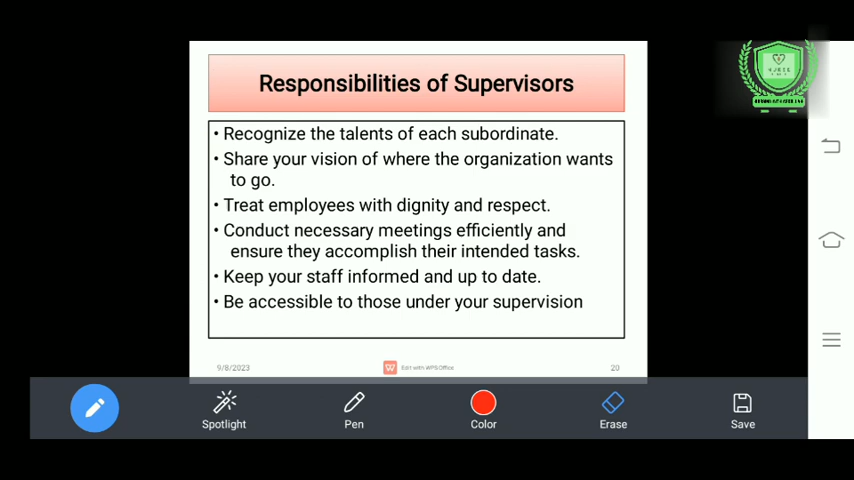 Responsibilities of Supervisors
• Recognize the talents of each subordinate.
• Share your vision of where the organization wants
to go.
• Treat employees with dignity and respect.
• Conduct necessary meetings efficiently and
ensure they accomplish their intended tasks.
• Keep your staff informed and up to date.
• Be accessible to those under your supervision
9/8/2023
Edit with WPS Office
20
Spotlight
Pen
Color
Erase
Save